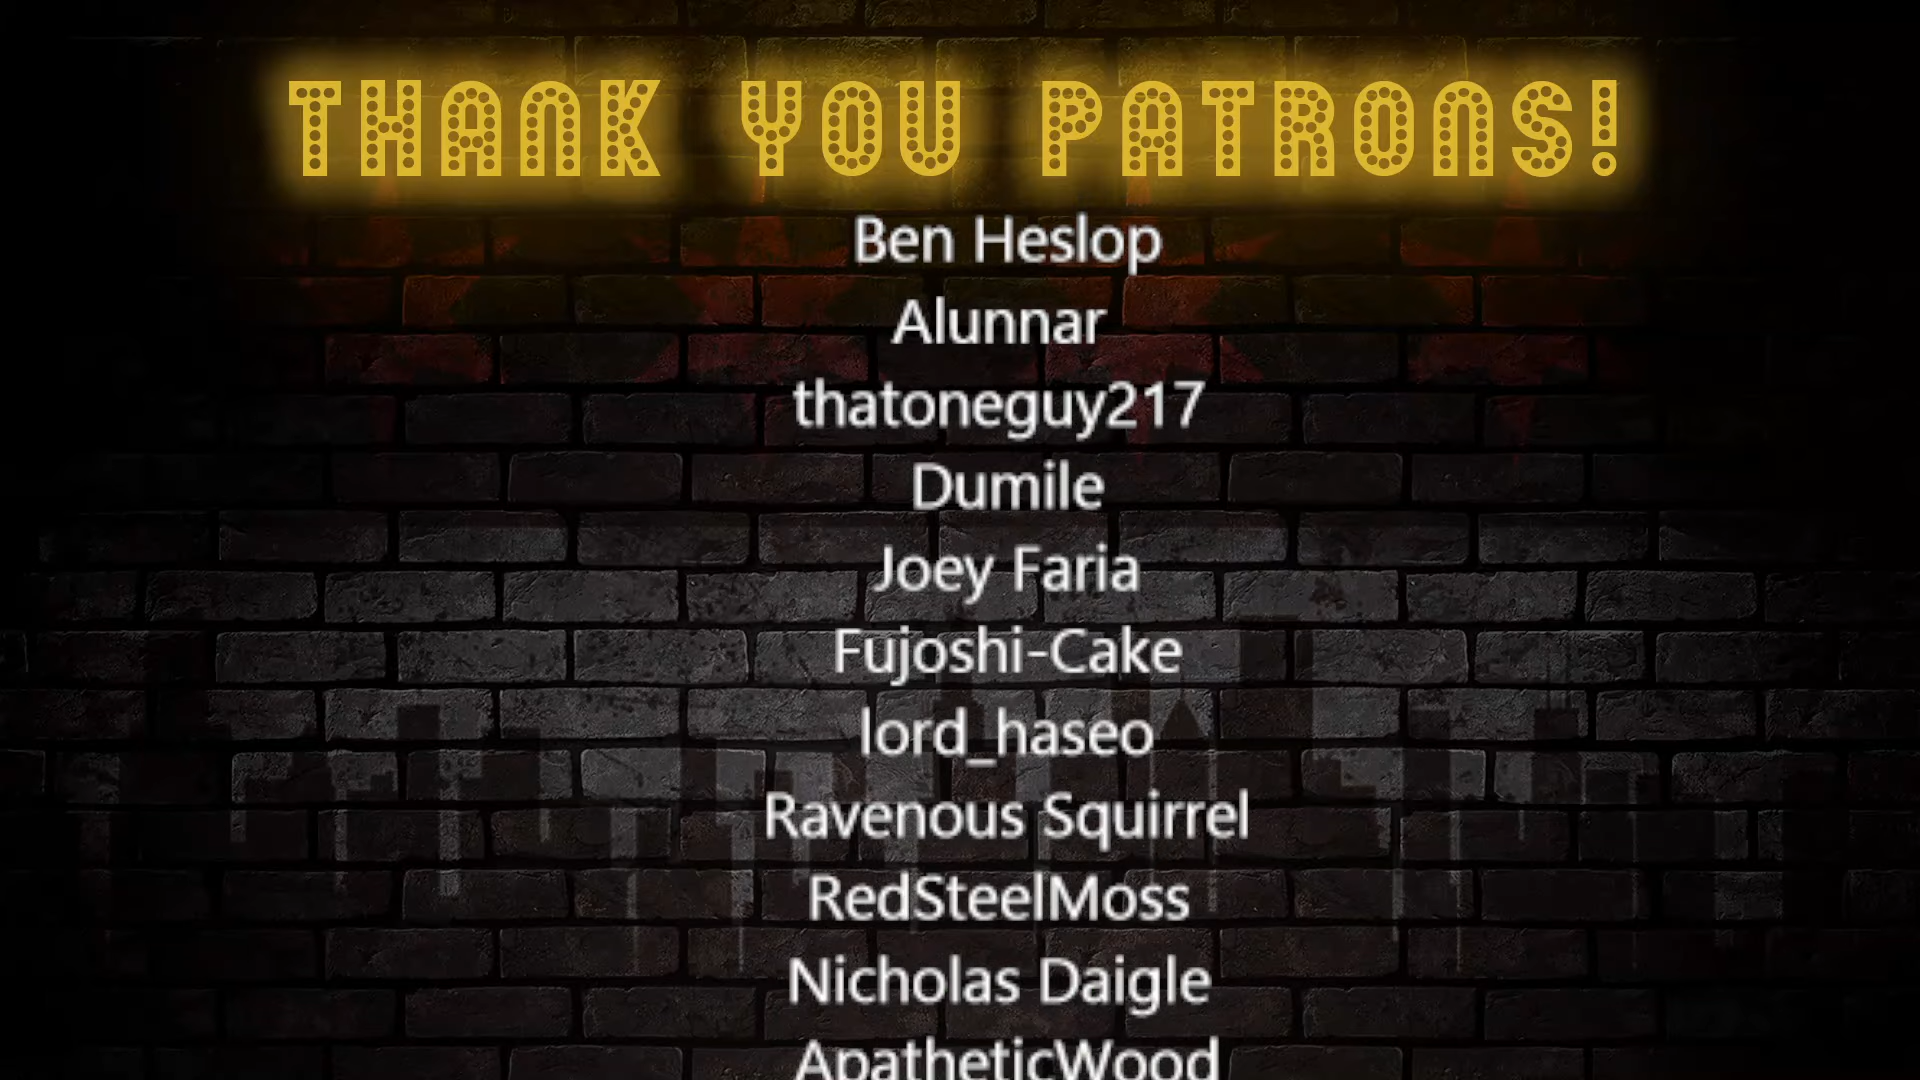 THANK YOU PATRONS!
Ben Heslop
Alunnar
thatoneguy217
Dumile
Joey Faria
Fujoshi-Cake
lord_haseo
Ravenous Squirrel
RedSteelMoss
Nicholas Daigle
ApatheticWood